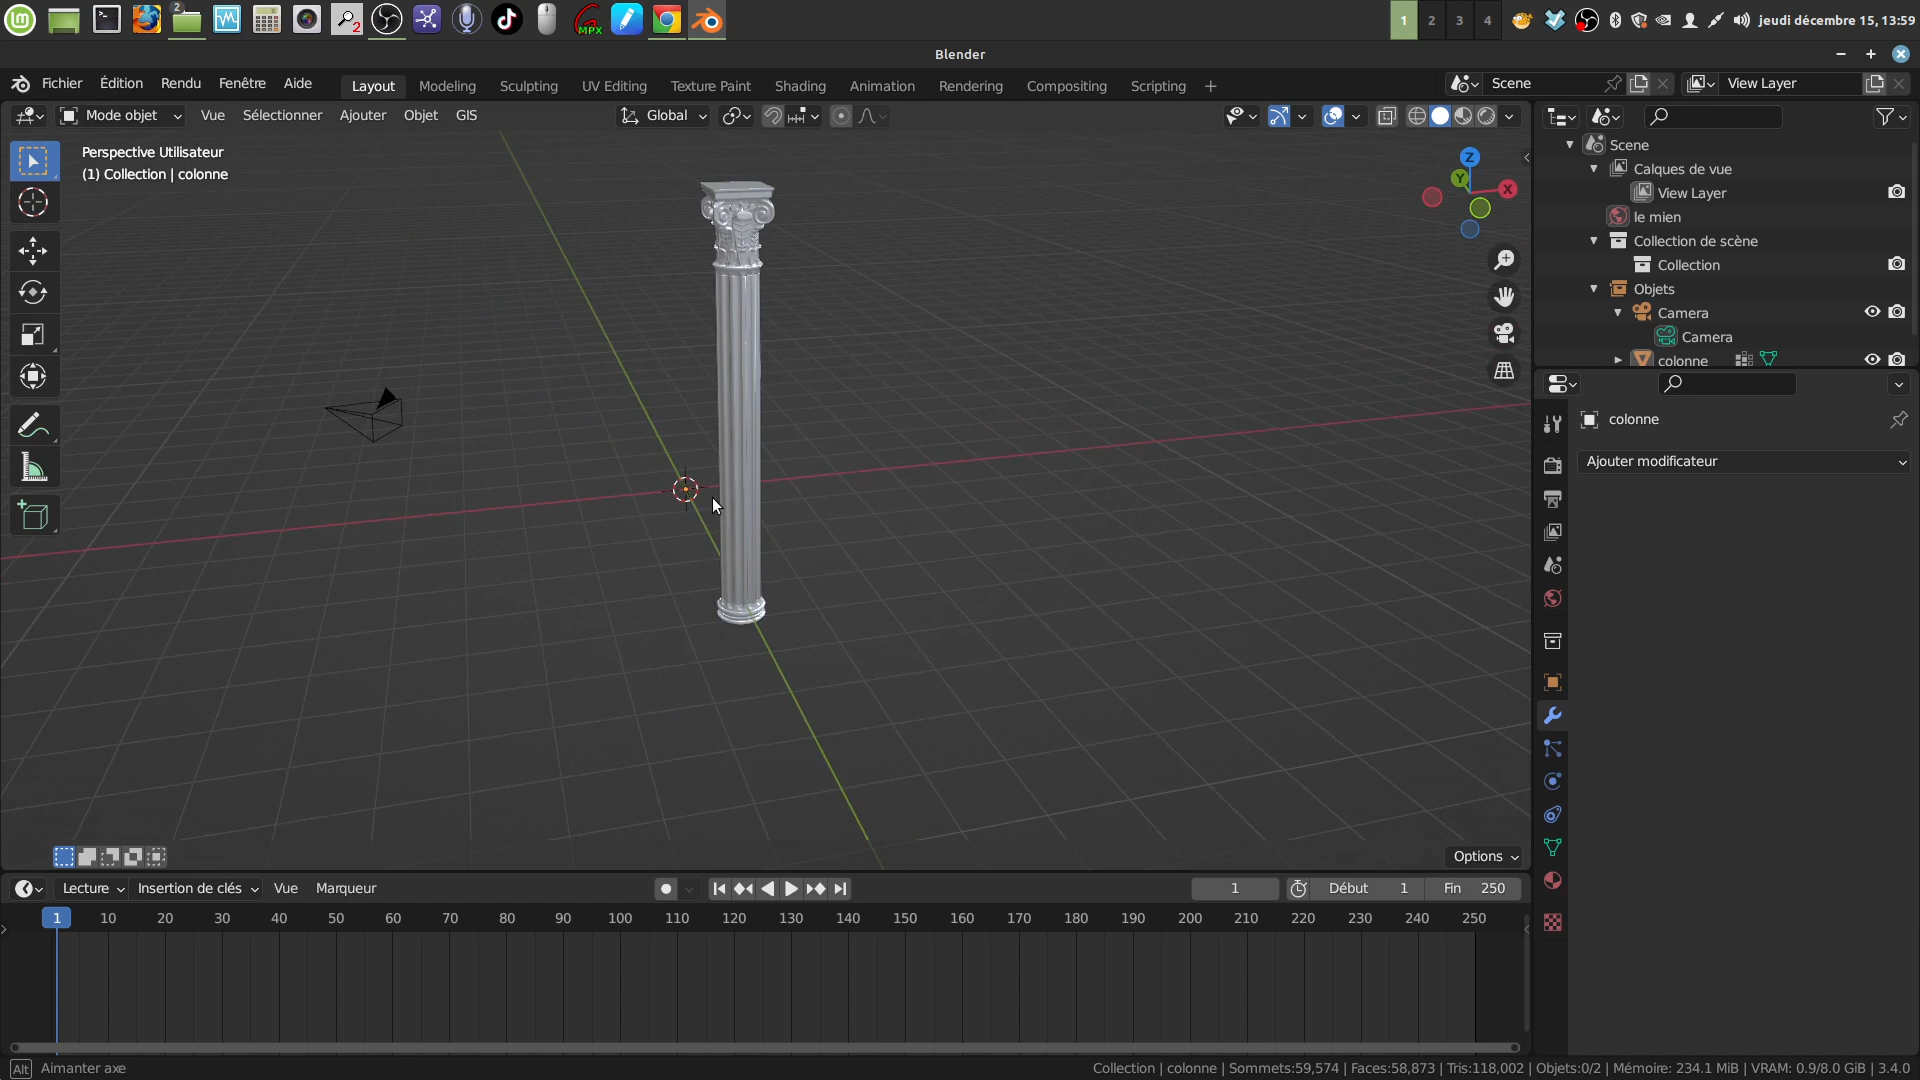 2
MPX
1 2 3 4
jeudi décembre 15, 13:59
Blender
Fichier Édition Rendu Fenêtre Aide
Layout Modeling Sculpting UV Editing Texture Paint Shading Animation Rendering Compositing Scripting +
Scene
View Layer
Mode objet Vue Sélectionner Ajouter Objet GIS
Global
Perspective Utilisateur
(1) Collection | colonne
Z
Y
X
Scene
Calques de vue
View Layer
le mien
Collection de scène
Collection
Objets
Camera
Camera
colonne
colonne
Ajouter modificateur
Options
Lecture Insertion de clés Vue Marqueur
1 Début 1 Fin 250
1 10 20 30 40 50 60 70 80 90 100 110 120 130 140 150 160 170 180 190 200 210 220 230 240 250
Alt Aimanter axe
Collection | colonne | Sommets:59,574 | Faces:58,873 | Tris:118,002 | Objets:0/2 | Mémoire: 234.1 MiB | VRAM: 0.9/8.0 GiB | 3.4.0